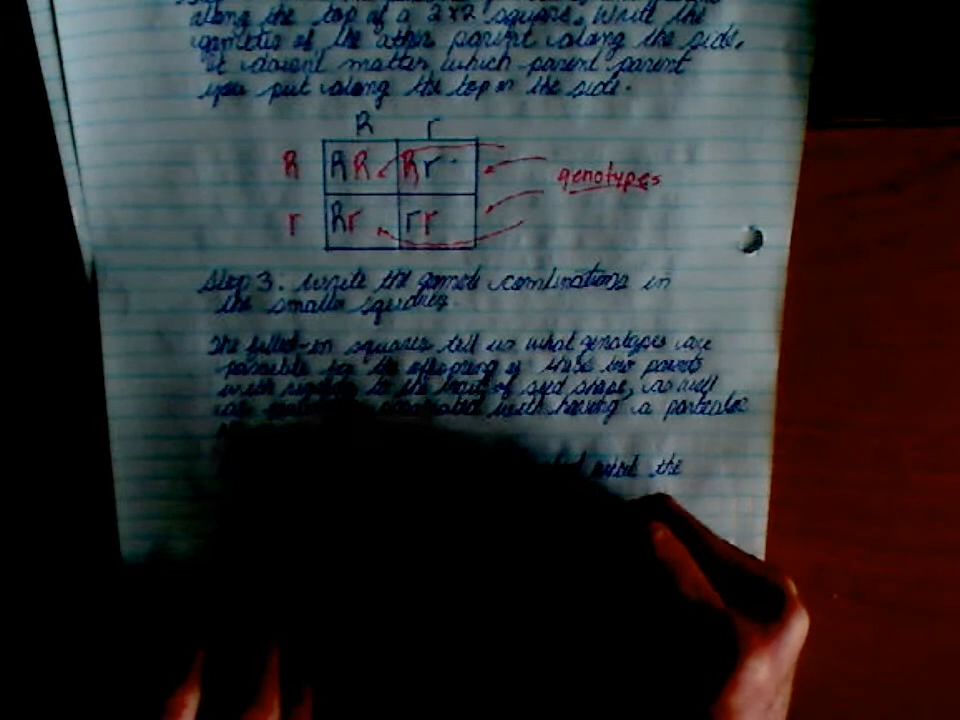 along the top of a 2x2 square. Write the
gametes of the other parent along the side.
It doesnt matter which parent parent
you put along the top or the side.
R r
R RR Rr genotypes
r Rr rr
Step 3. Write the gamete combinations in
the smaller squares.
The filled-in squares tell us what genotypes are
possible for the offspring of these two parents
with regards to the trait of seed shape, as well
associated with having a particular
the